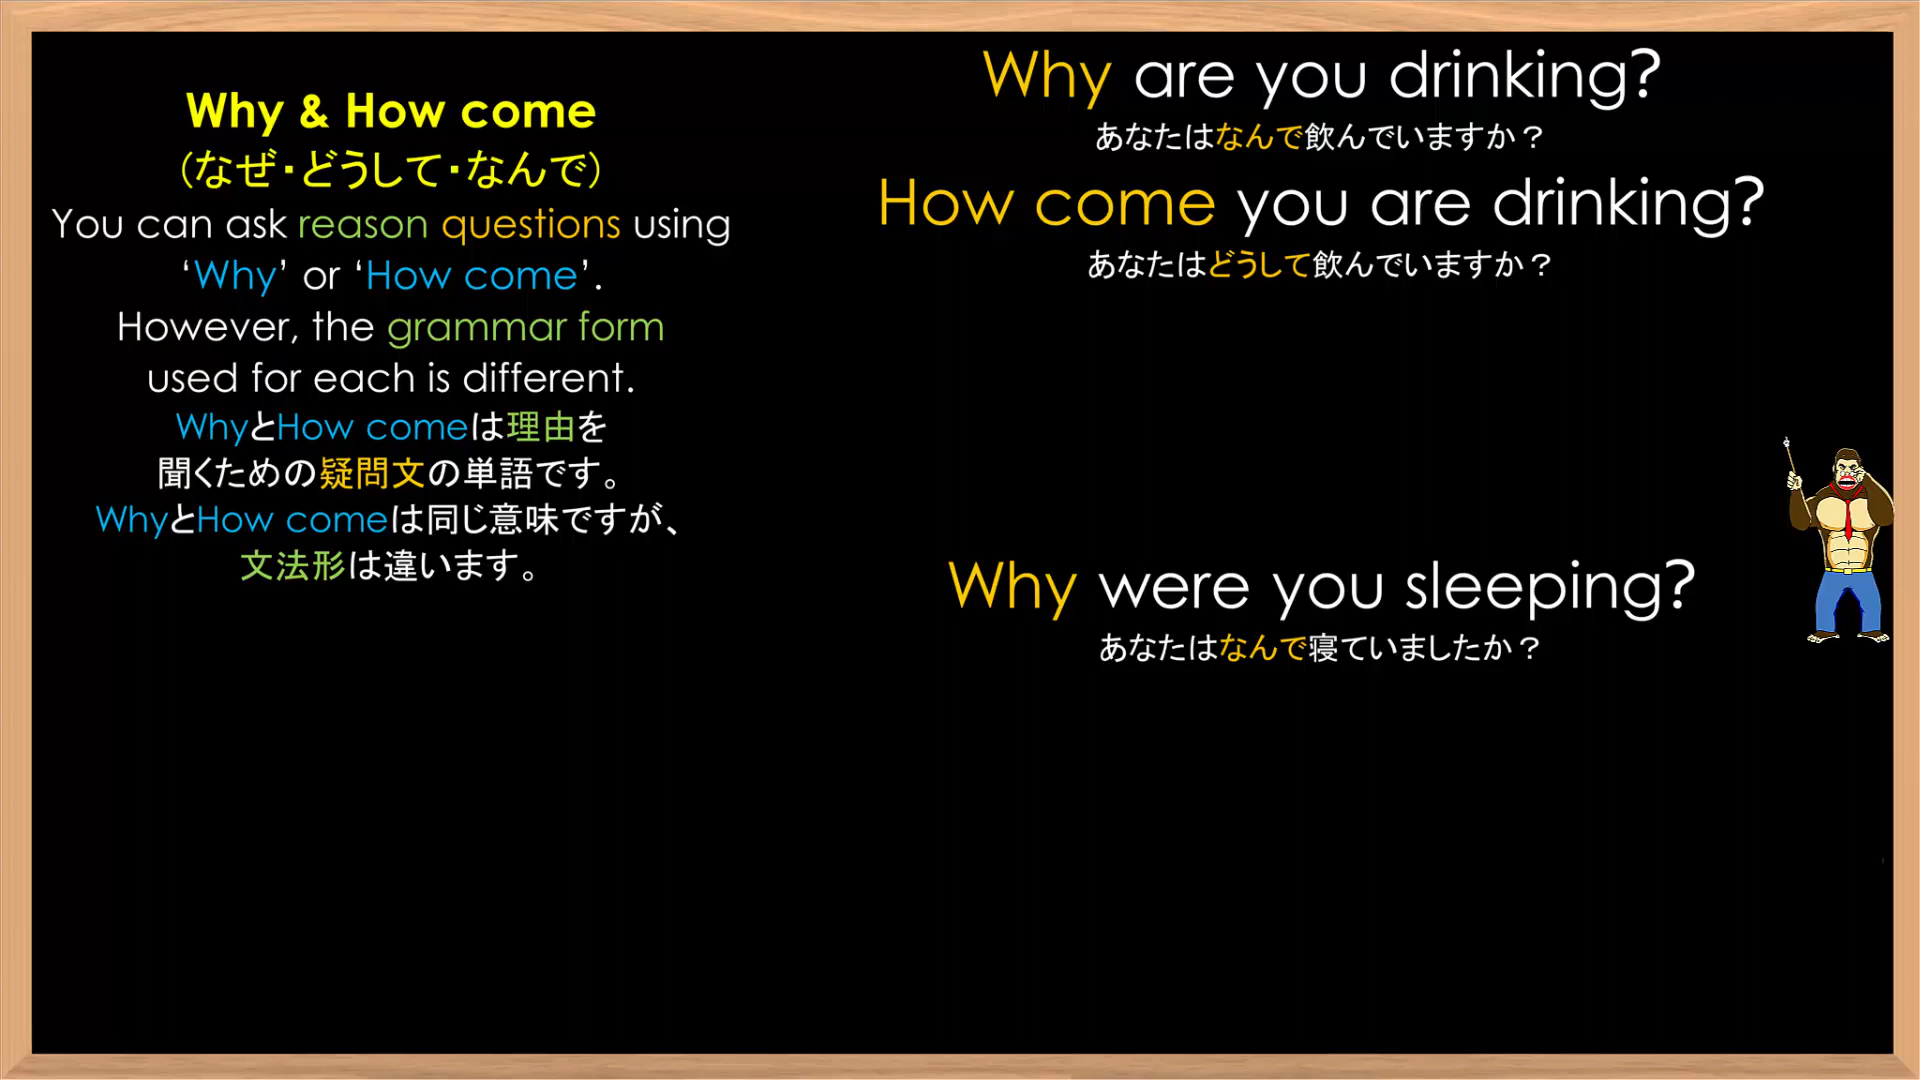 Why & How come
(なぜ・どうして・なんで)
You can ask reason questions using
‘Why’ or ‘How come’.
However, the grammar form
used for each is different.
WhyとHow comeは理由を
聞くための疑問文の単語です。
WhyとHow comeは同じ意味ですが、
文法形は違います。
Why are you drinking?
あなたはなんで飲んでいますか？
How come you are drinking?
あなたはどうして飲んでいますか？
Why were you sleeping?
あなたはなんで寝ていましたか？